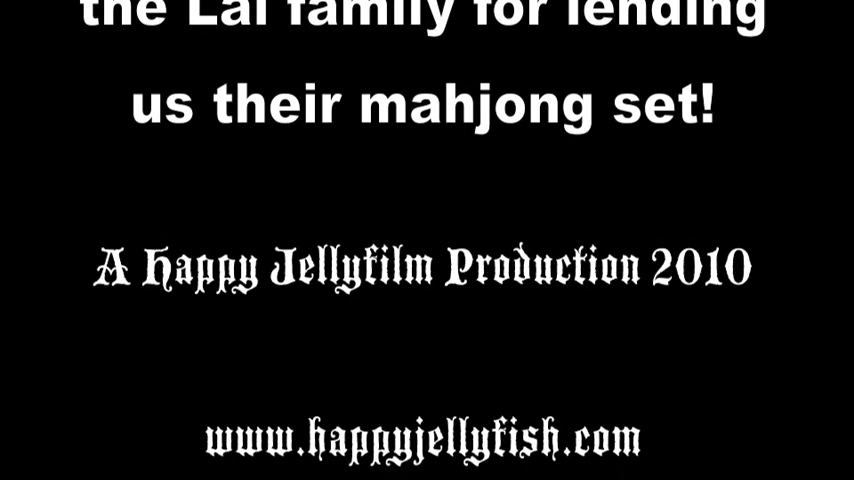 the Lai family for lending
us their mahjong set!
A Happy Jellyfilm Production 2010
www.happyjellyfish.com